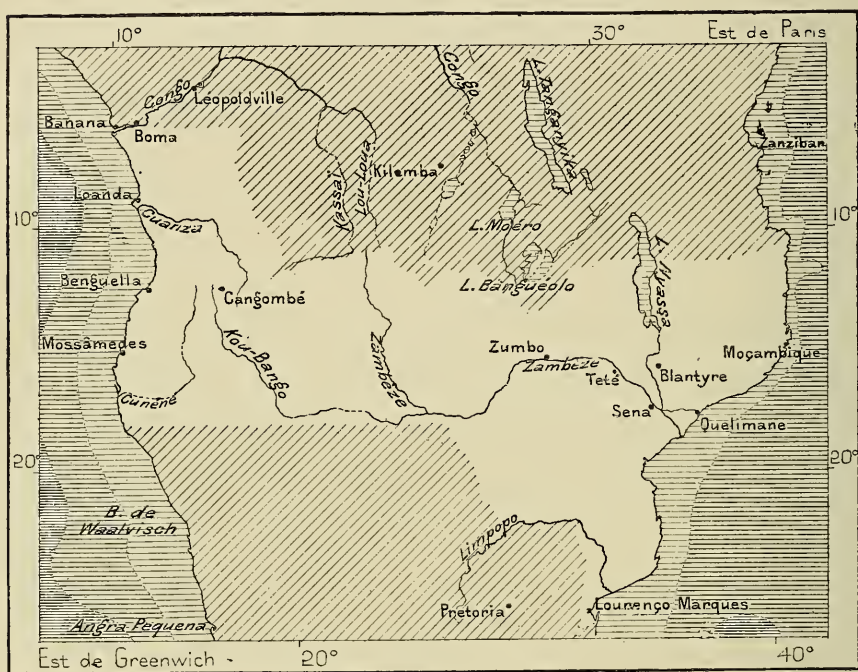 10°
30°
Est de Paris
Congo
Léopoldville
Banana
Boma
Congo
L. Tanganyika
Zanzibar
Kassaï
Lou-Loua
Kilemba
Loanda
Cuanza
10°
10°
L. Moéro
L. Bangueolo
L. Nyassa
Benguella
Cangombé
Kou-Bango
Zambèze
Mossâmedes
Zumbo
Zambèze
Moçambique
Teté
Blantyre
Cunène
Sena
Quelimane
20°
20°
B. de
Waalvisch
Limpopo
Pretoria
Lourenço Marques
Angra Pequena
Est de Greenwich
20°
40°